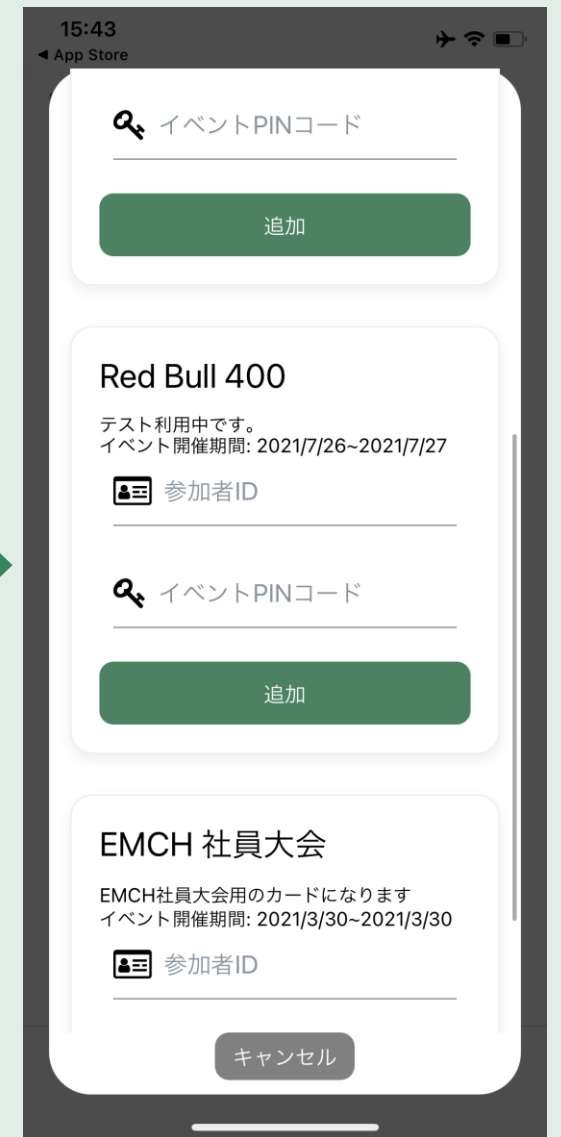 15:43
◀ App Store
イベントPINコード
追加
Red Bull 400
テスト利用中です。
イベント開催期間: 2021/7/26~2021/7/27
参加者ID
イベントPINコード
追加
EMCH 社員大会
EMCH社員大会用のカードになります
イベント開催期間: 2021/3/30~2021/3/30
参加者ID
キャンセル